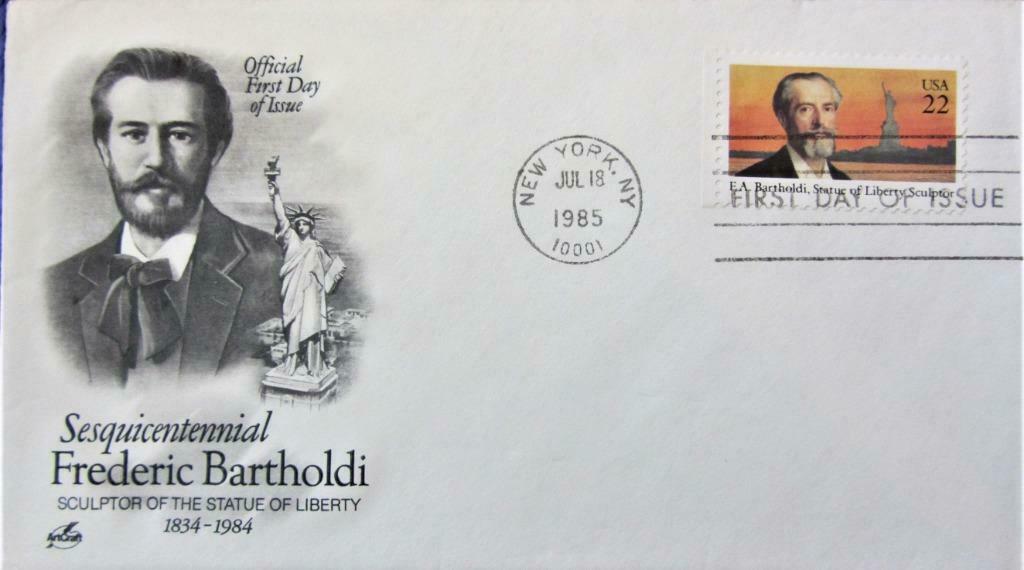 Official
First Day
of Issue
Sesquicentennial
Frederic Bartholdi
SCULPTOR OF THE STATUE OF LIBERTY
1834-1984
ArtCraft
NEW YORK, NY
JUL 18
1985
10001
USA
22
F.A. Bartholdi, Statue of Liberty Sculptor
FIRST DAY OF ISSUE